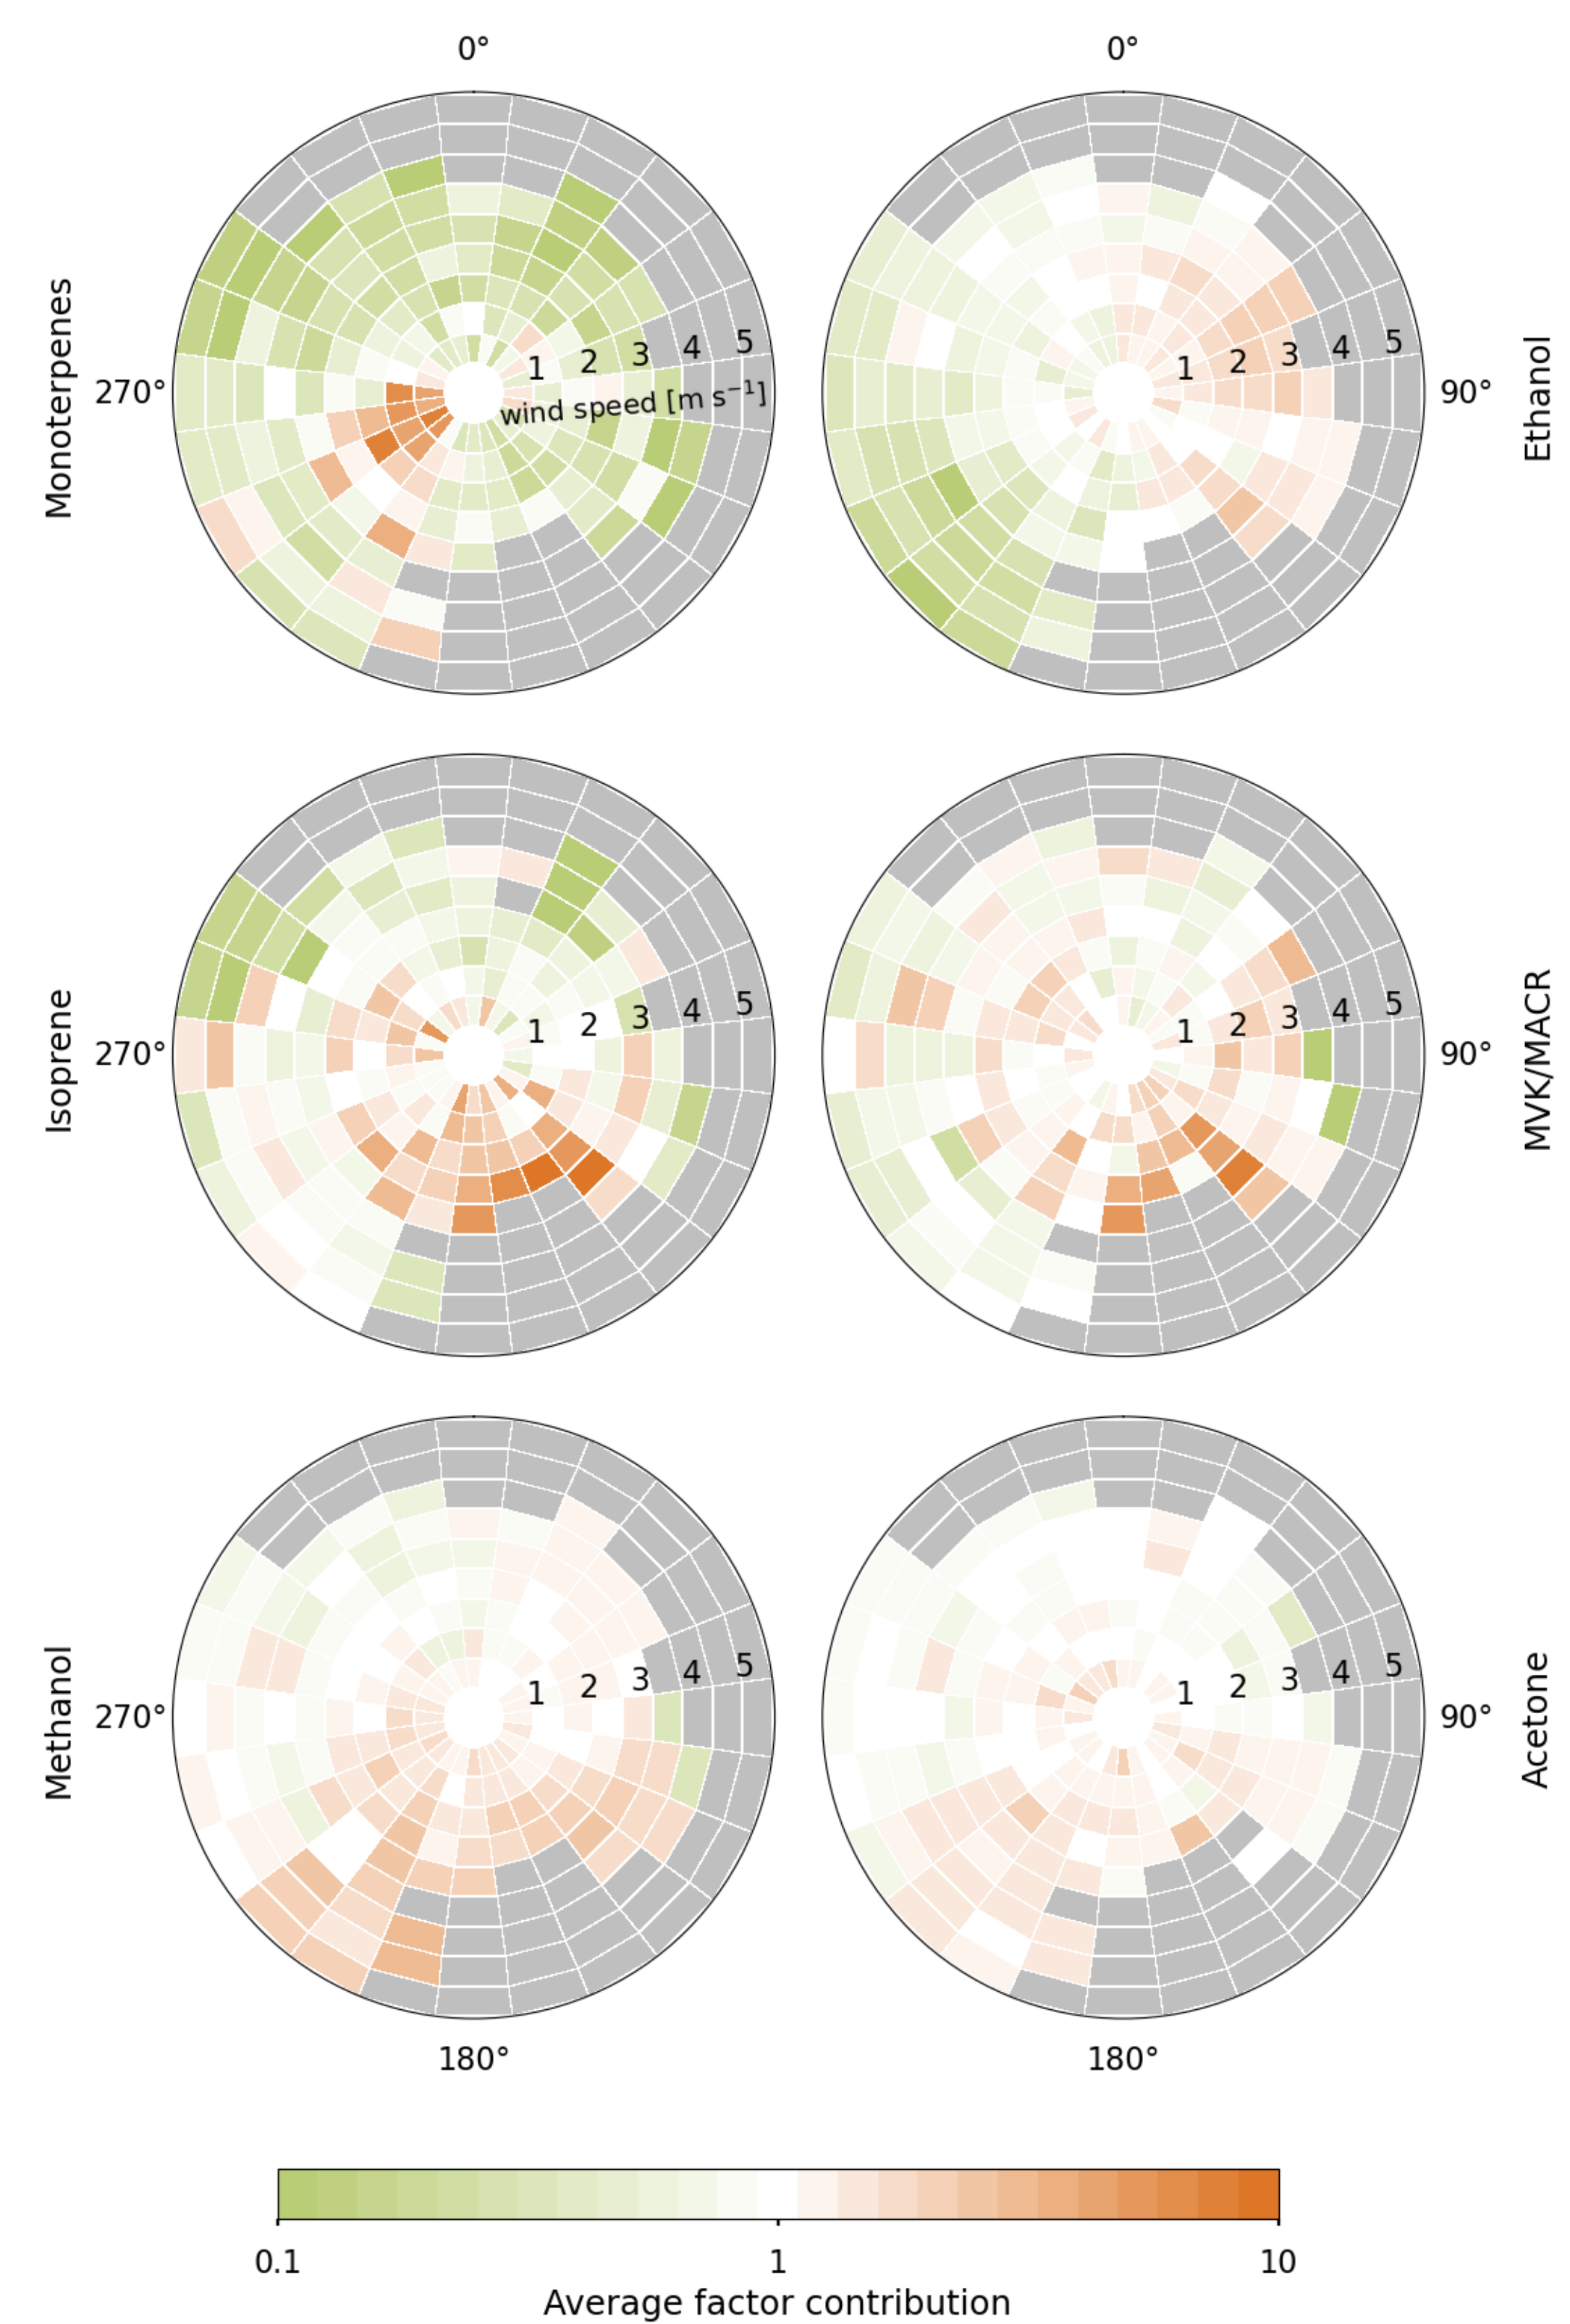 0° 0°
Monoterpenes 270° 1 2 3 4 5
wind speed [m s⁻¹]
1 2 3 4 5 90° Ethanol
Isoprene 270° 1 2 3 4 5
1 2 3 4 5 90° MVK/MACR
Methanol 270° 1 2 3 4 5
1 2 3 4 5 90° Acetone
180° 180°
0.1 1 10
Average factor contribution